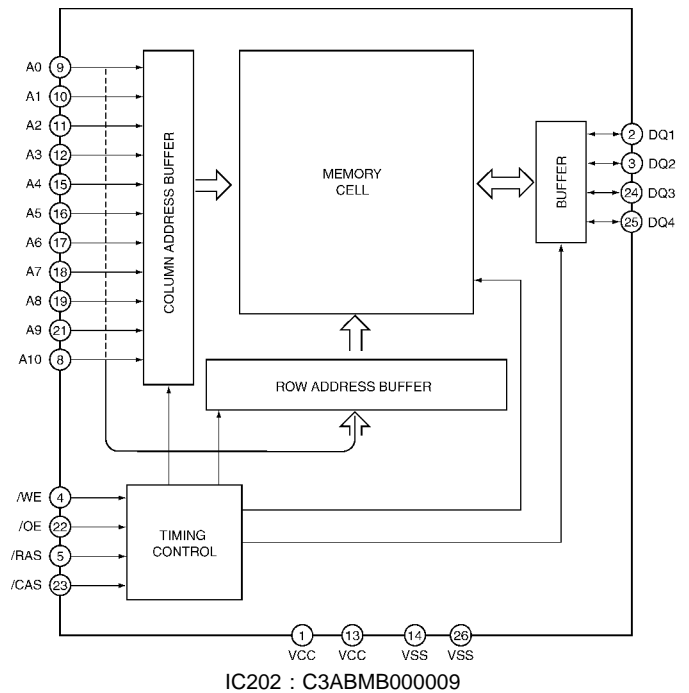 A0 9
A1 10
A2 11
A3 12
A4 15
A5 16
A6 17
A7 18
A8 19
A9 21
A10 8
COLUMN ADDRESS BUFFER
MEMORY
CELL
BUFFER
2 DQ1
3 DQ2
24 DQ3
25 DQ4
ROW ADDRESS BUFFER
/WE 4
/OE 22
/RAS 5
/CAS 23
TIMING
CONTROL
1 13 14 26
VCC VCC VSS VSS
IC202 : C3ABMB000009